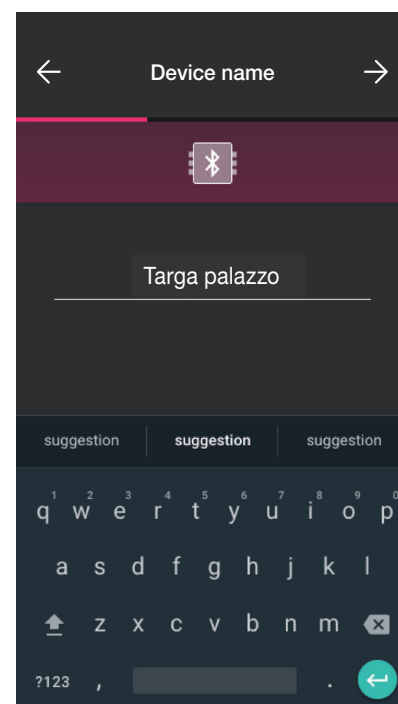 Device name
Targa palazzo
suggestion suggestion suggestion
1 2 3 4 5 6 7 8 9 0
q w e r t y u i o p
a s d f g h j k l
z x c v b n m
?123 , .